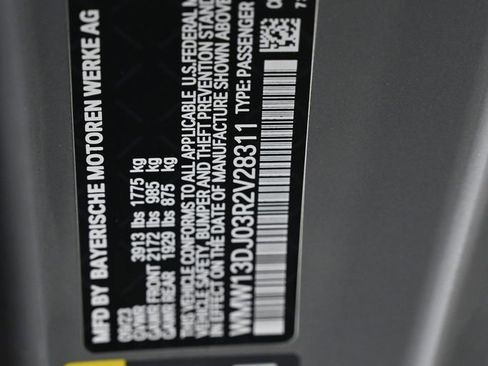 MFD BY BAYERISCHE MOTOREN WERKE AG
09/23
GVWR 3913 lbs 1775 kg
GAWR FRONT 2172 lbs 985 kg
GAWR REAR 1929 lbs 875 kg
THIS VEHICLE CONFORMS TO ALL APPLICABLE U.S. FEDERAL M
VEHICLE SAFETY, BUMPER AND THEFT PREVENTION STAND
IN EFFECT ON THE DATE OF MANUFACTURE SHOWN ABOVE
WMW13DJ03R2V28311 TYPE: PASSENGER